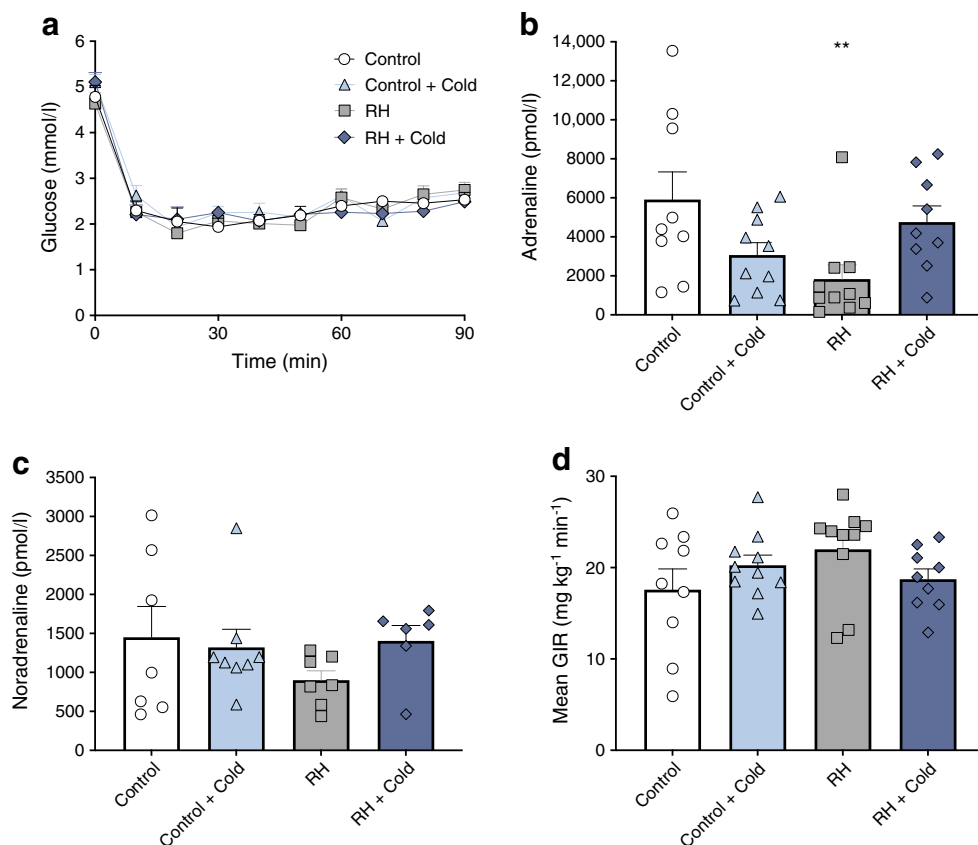 a
Glucose (mmol/l)
6
5
4
3
2
1
0
0
30
60
90
Time (min)
Control
Control + Cold
RH
RH + Cold
b
Adrenaline (pmol/l)
14,000
12,000
10,000
8000
6000
4000
2000
0
**
Control
Control + Cold
RH
RH + Cold
c
Noradrenaline (pmol/l)
3500
3000
2500
2000
1500
1000
500
0
Control
Control + Cold
RH
RH + Cold
d
Mean GIR (mg kg⁻¹ min⁻¹)
30
20
10
0
Control
Control + Cold
RH
RH + Cold